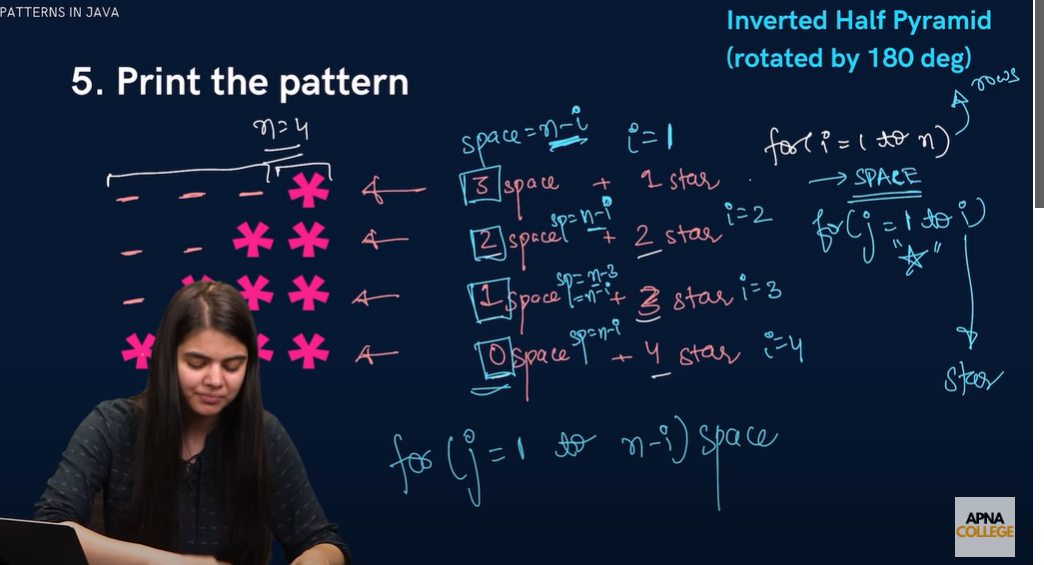 PATTERNS IN JAVA
Inverted Half Pyramid
(rotated by 180 deg)
5. Print the pattern
rows
n=4
space=n-i i=1
for(i=1 to n)
- - - * 3 space + 1 star
→ SPACE
- - * * 2 space sp=n-i + 2 star i=2
for(j=1 to i)
"☆"
- * * 1 space sp=n-3 =n-i + 3 star i=3
* * 0 space sp=n-i + 4 star i=4
star
for (j=1 to n-i) space
APNA
COLLEGE